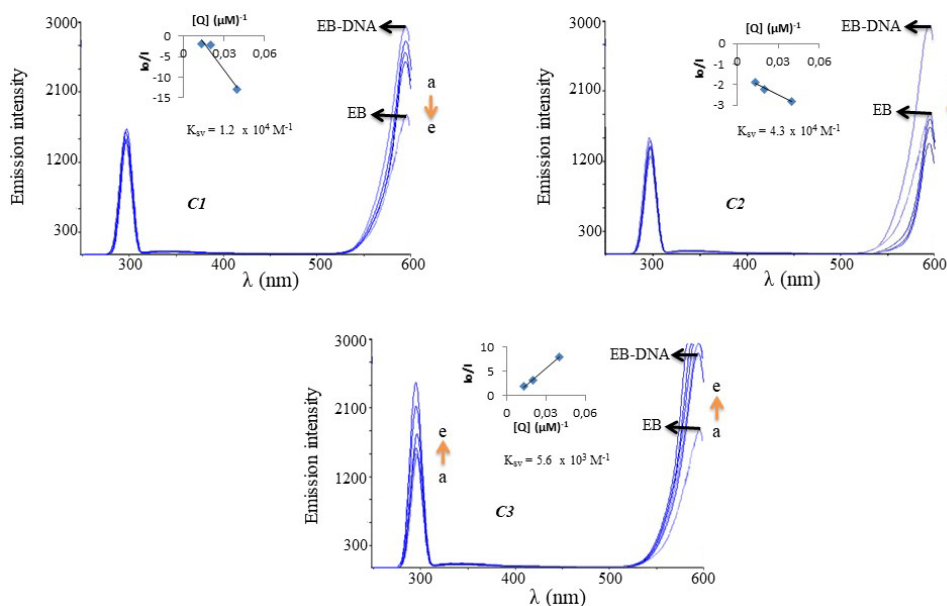 [Q] (µM)⁻¹
0 0,03 0,06
0
-5
-10
-15
Io/I
K_sv = 1.2 x 10⁴ M⁻¹
3000
2100
1200
300
Emission intensity
EB-DNA
a
EB
e
C1
300 400 500 600
λ (nm)
[Q] (µM)⁻¹
0 0,03 0,06
0
-1
-2
-3
Io/I
K_sv = 4.3 x 10⁴ M⁻¹
3000
2100
1200
300
Emission intensity
EB-DNA
EB
C2
300 400 500 600
λ (nm)
10
5
0
0 0,03 0,06
Io/I
[Q] (µM)⁻¹
K_sv = 5.6 x 10³ M⁻¹
3000
2100
1200
300
Emission intensity
EB-DNA
e
EB
a
e
a
C3
300 400 500 600
λ (nm)